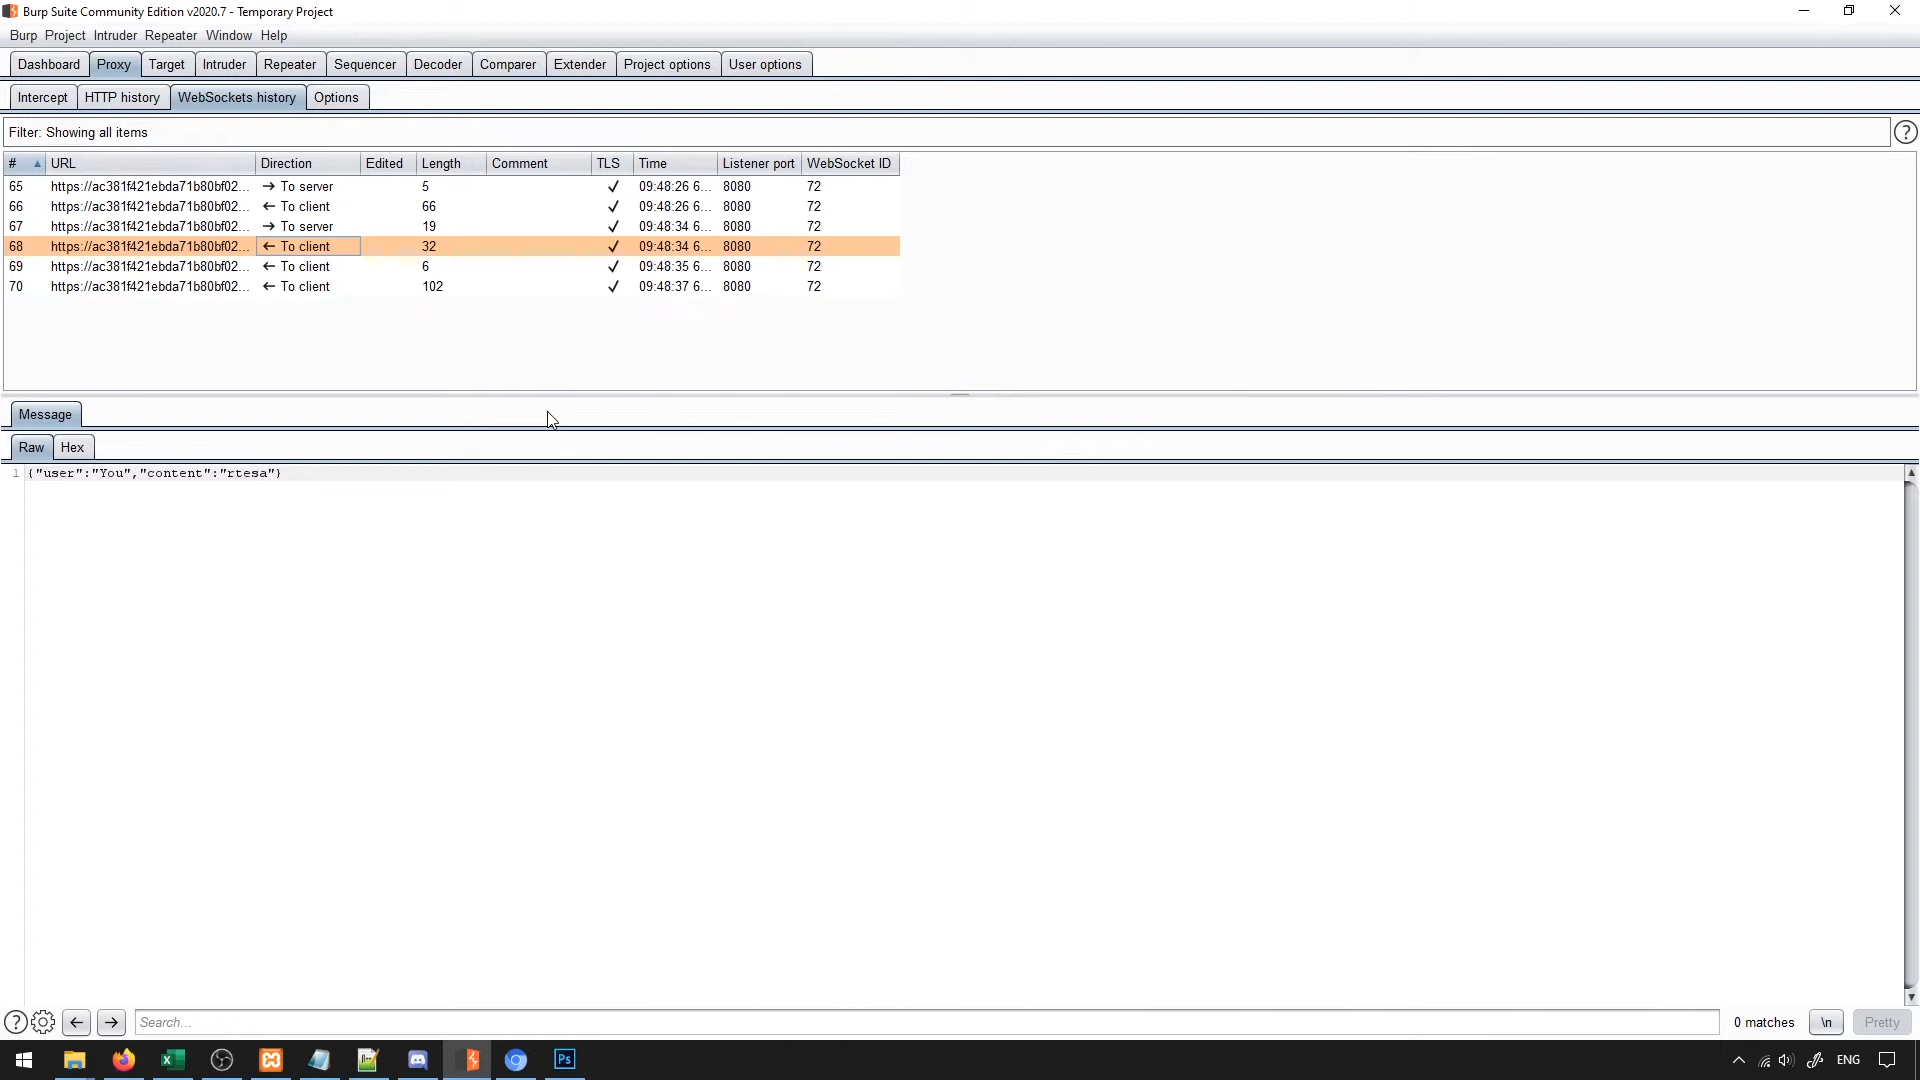 Burp Suite Community Edition v2020.7 - Temporary Project
Burp Project Intruder Repeater Window Help
Dashboard Proxy Target Intruder Repeater Sequencer Decoder Comparer Extender Project options User options
Intercept HTTP history WebSockets history Options
Filter: Showing all items ?
# URL Direction Edited Length Comment TLS Time Listener port WebSocket ID
65 https://ac381f421ebda71b80bf02... → To server 5 ✓ 09:48:26 6... 8080 72
66 https://ac381f421ebda71b80bf02... ← To client 66 ✓ 09:48:26 6... 8080 72
67 https://ac381f421ebda71b80bf02... → To server 19 ✓ 09:48:34 6... 8080 72
68 https://ac381f421ebda71b80bf02... ← To client 32 ✓ 09:48:34 6... 8080 72
69 https://ac381f421ebda71b80bf02... ← To client 6 ✓ 09:48:35 6... 8080 72
70 https://ac381f421ebda71b80bf02... ← To client 102 ✓ 09:48:37 6... 8080 72
Message
Raw Hex
1 {"user":"You","content":"rtesa"}
? Search... 0 matches \n Pretty
Ps ENG